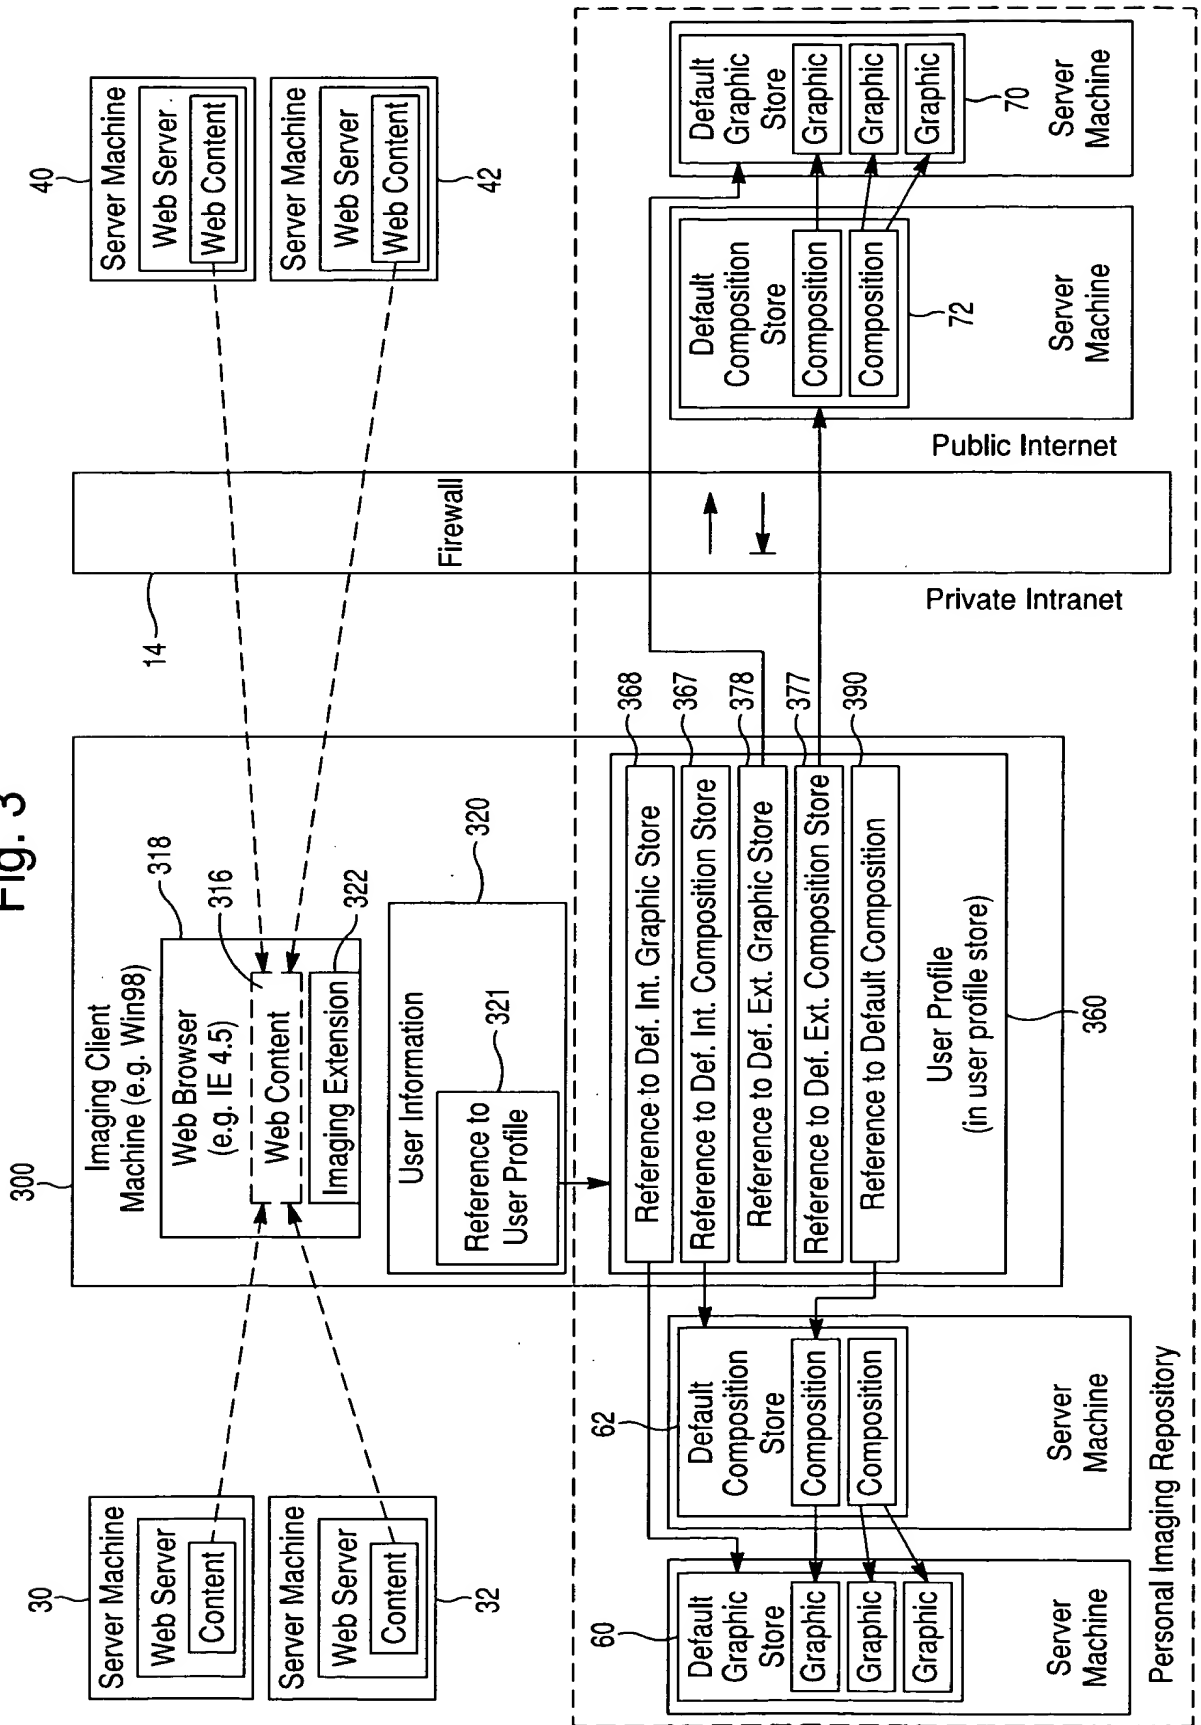 Fig. 3
300
Imaging Client
Machine (e.g. Win98)
318
Web Browser
(e.g. IE 4.5)
316
Web Content
322
Imaging Extension
320
User Information
321
Reference to
User Profile
30
Server Machine
Web Server
Content
Server Machine
Web Server
Content
32
14
Firewall
40
Server Machine
Web Server
Web Content
Server Machine
Web Server
Web Content
42
Private Intranet
Public Internet
60
Default
Graphic
Store
Graphic
Graphic
Graphic
Server
Machine
62
Default
Composition
Store
Composition
Composition
Server
Machine
Reference to Def. Int. Graphic Store
368
Reference to Def. Int. Composition Store
367
Reference to Def. Ext. Graphic Store
378
Reference to Def. Ext. Composition Store
377
Reference to Default Composition
390
User Profile
(in user profile store)
360
Default
Composition
Store
Composition
Composition
72
Server
Machine
Default
Graphic
Store
Graphic
Graphic
Graphic
70
Server
Machine
Personal Imaging Repository